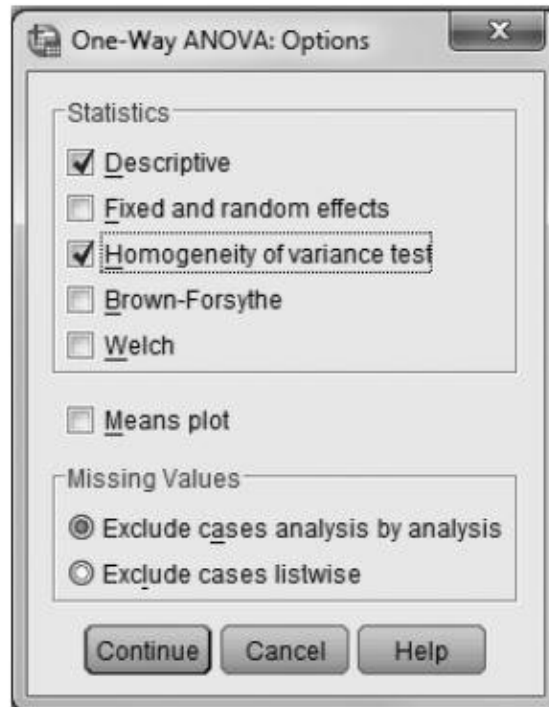 One-Way ANOVA: Options
Statistics
Descriptive
Fixed and random effects
Homogeneity of variance test
Brown-Forsythe
Welch
Means plot
Missing Values
Exclude cases analysis by analysis
Exclude cases listwise
Continue Cancel Help